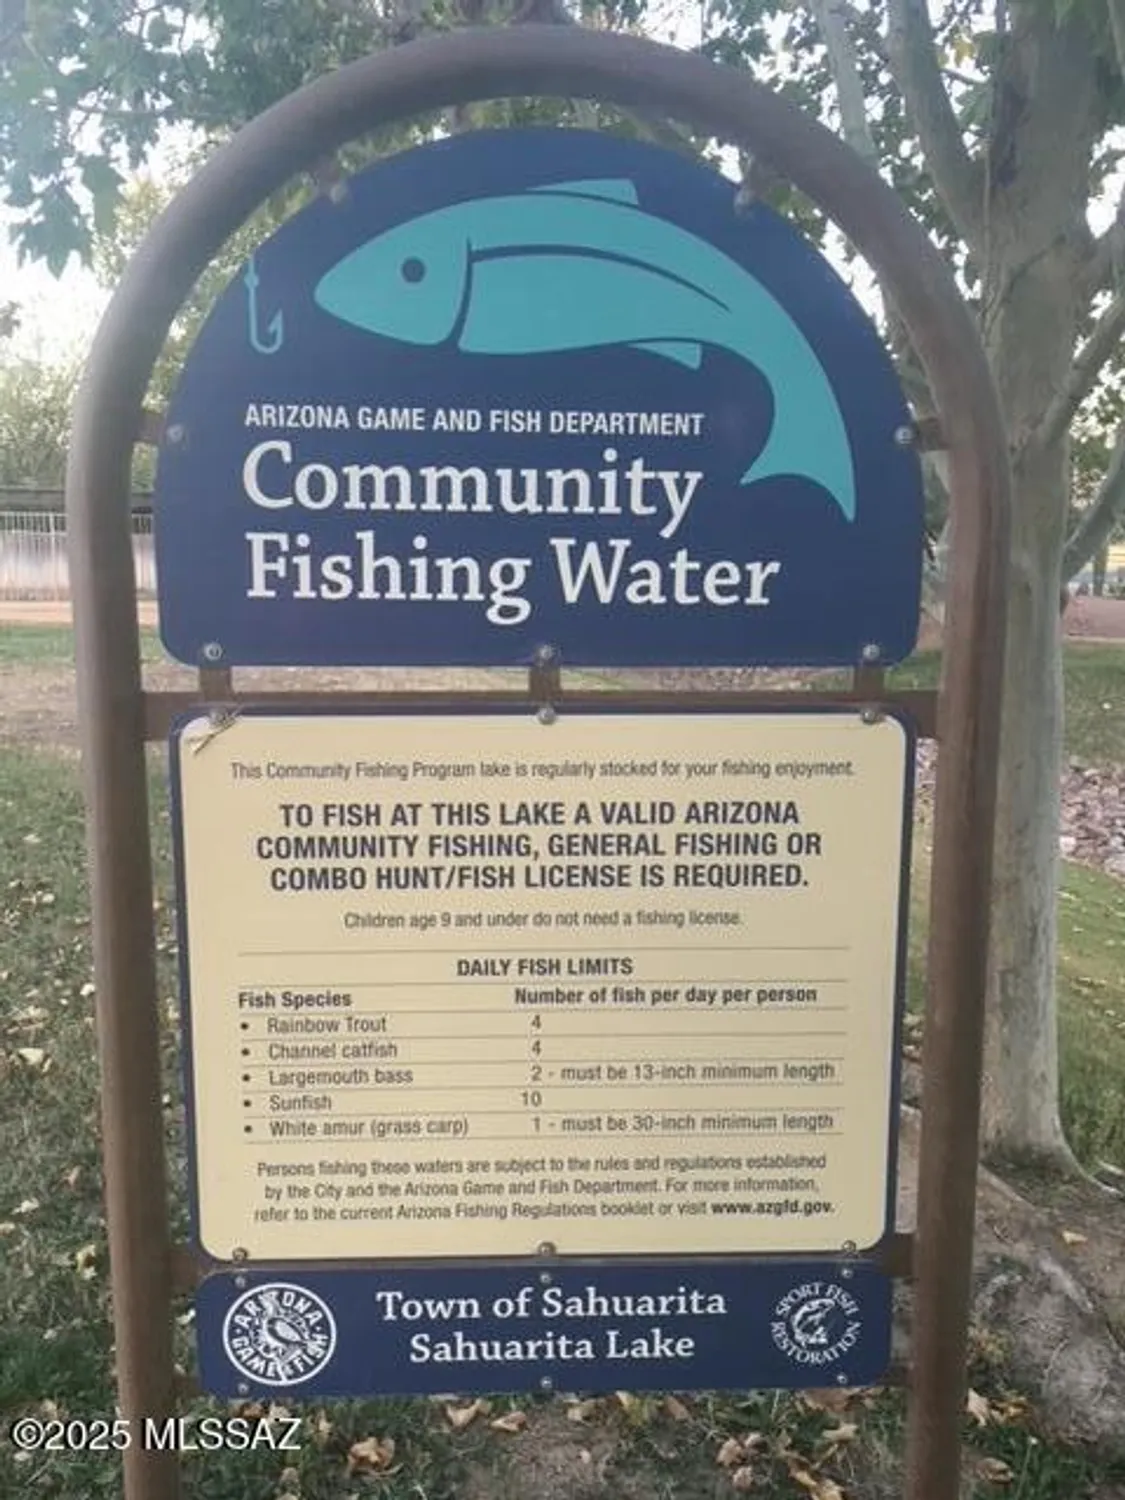 ARIZONA GAME AND FISH DEPARTMENT
Community
Fishing Water
This Community Fishing Program lake is regularly stocked for your fishing enjoyment.
TO FISH AT THIS LAKE A VALID ARIZONA
COMMUNITY FISHING, GENERAL FISHING OR
COMBO HUNT/FISH LICENSE IS REQUIRED.
Children age 9 and under do not need a fishing license.
DAILY FISH LIMITS
Fish Species Number of fish per day per person
• Rainbow Trout 4
• Channel catfish 4
• Largemouth bass 2 - must be 13-inch minimum length
• Sunfish 10
• White amur (grass carp) 1 - must be 30-inch minimum length
Persons fishing these waters are subject to the rules and regulations established
by the City and the Arizona Game and Fish Department. For more information,
refer to the current Arizona Fishing Regulations booklet or visit www.azgfd.gov.
ARIZONA GAME & FISH
Town of Sahuarita
Sahuarita Lake
SPORT FISH RESTORATION
©2025 MLSSAZ